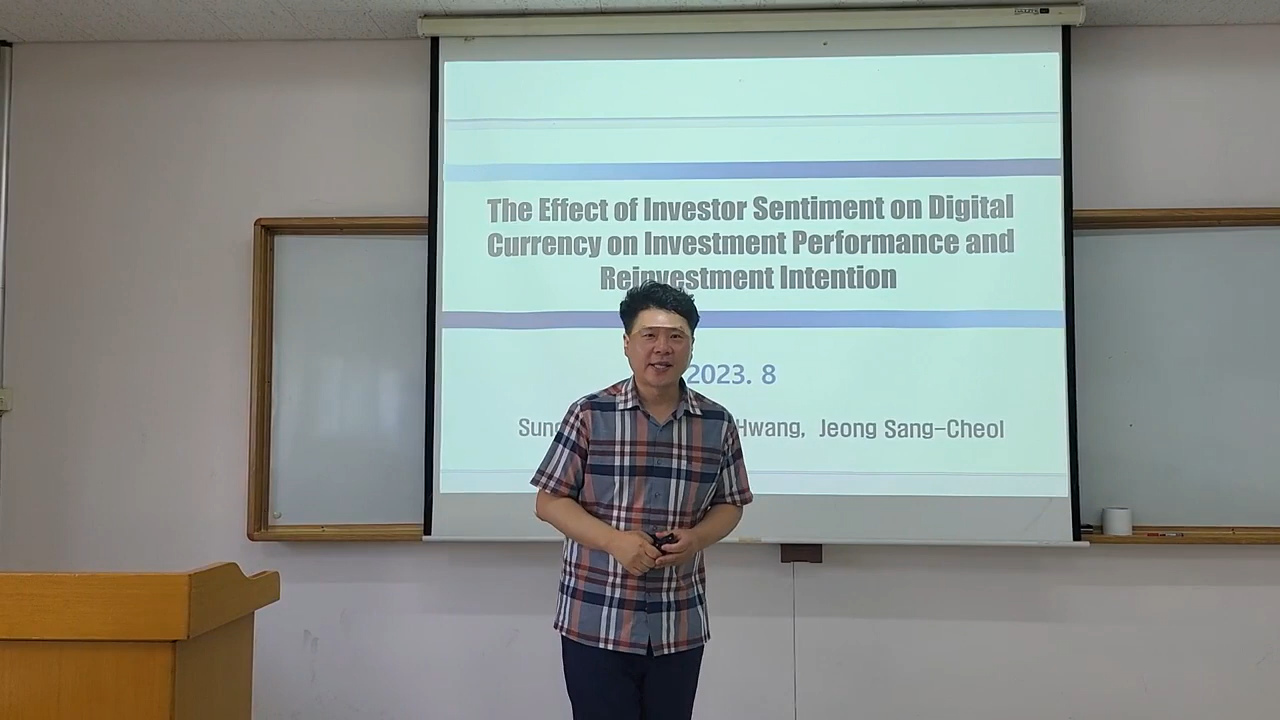 The Effect of Investor Sentiment on Digital
Currency on Investment Performance and
Reinvestment Intention
2023. 8
Hwang, Jeong Sang-Cheol